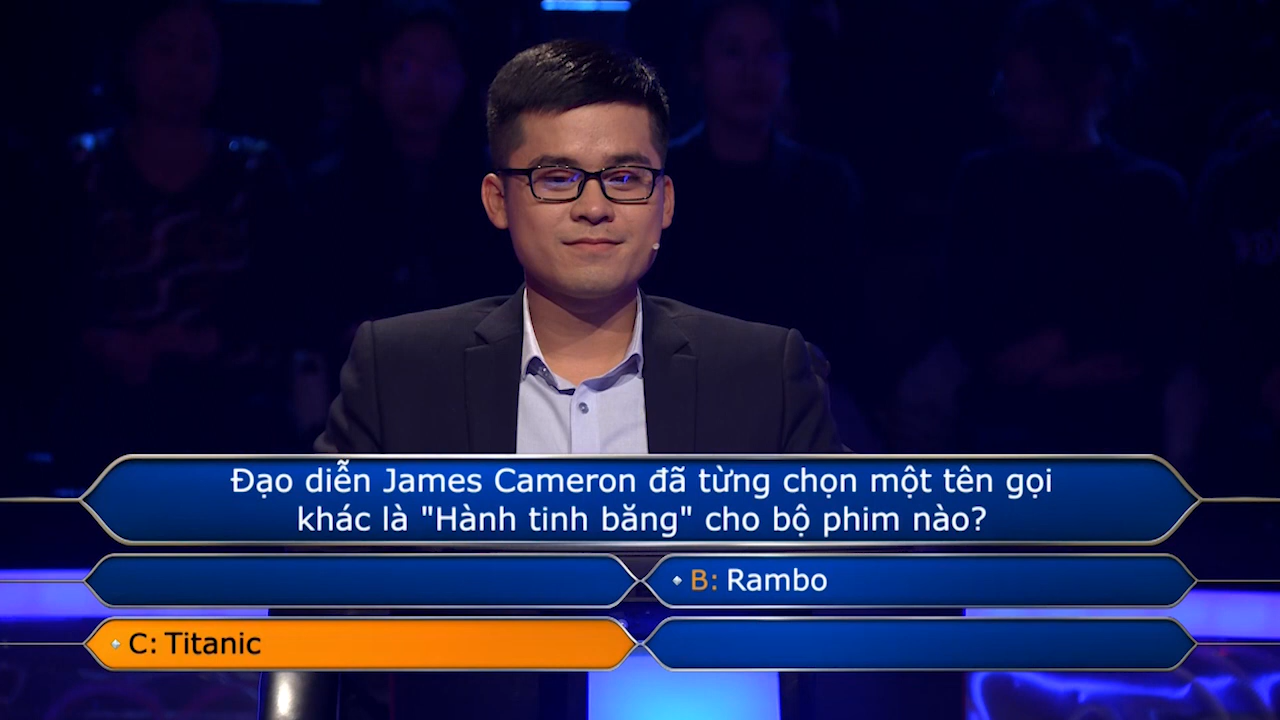 Đạo diễn James Cameron đã từng chọn một tên gọi
khác là "Hành tinh băng" cho bộ phim nào?
B: Rambo
C: Titanic